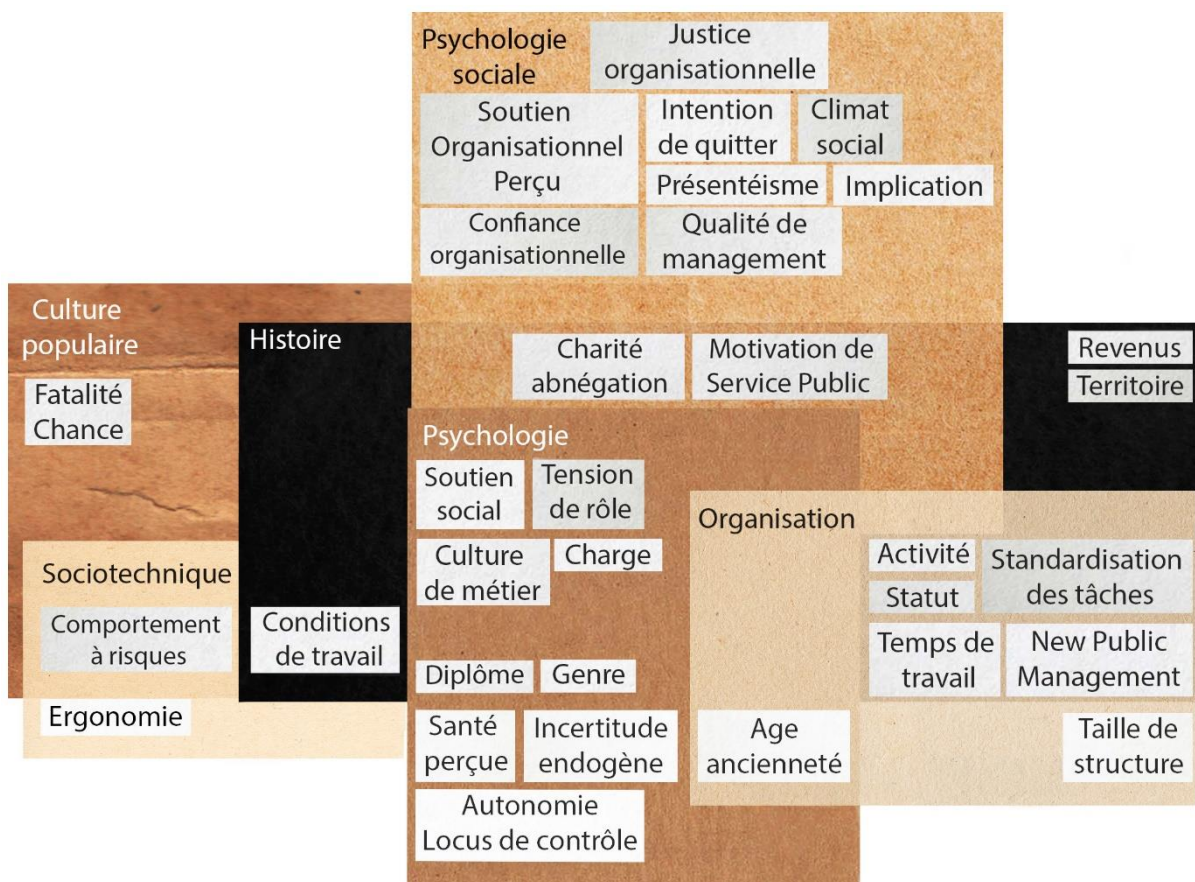 Psychologie
sociale
Justice
organisationnelle
Soutien
Organisationnel
Perçu
Intention
de quitter
Climat
social
Présentéisme
Implication
Confiance
organisationnelle
Qualité de
management
Culture
populaire
Fatalité
Chance
Histoire
Charité
abnégation
Motivation de
Service Public
Revenus
Territoire
Psychologie
Soutien
social
Tension
de rôle
Culture
de métier
Charge
Organisation
Activité
Statut
Standardisation
des tâches
Temps de
travail
New Public
Management
Sociotechnique
Comportement
à risques
Ergonomie
Conditions
de travail
Diplôme
Genre
Santé
perçue
Incertitude
endogène
Age
ancienneté
Taille de
structure
Autonomie
Locus de contrôle